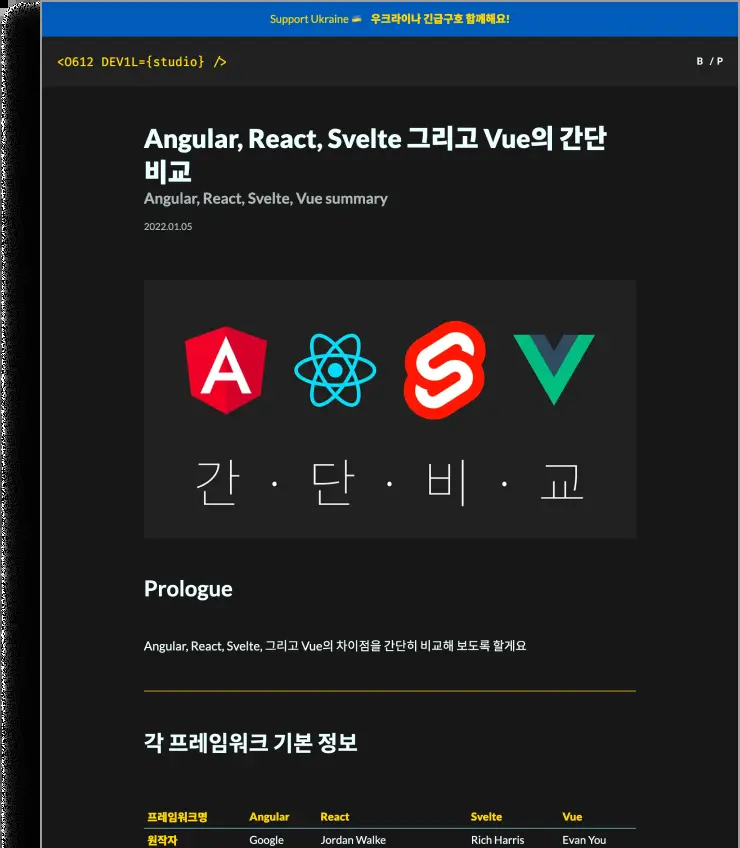 Support Ukraine 우크라이나 긴급구호 함께해요!
<O612 DEV1L={studio} /> B / P
Angular, React, Svelte 그리고 Vue의 간단
비교
Angular, React, Svelte, Vue summary
2022.01.05
간 · 단 · 비 · 교
Prologue
Angular, React, Svelte, 그리고 Vue의 차이점을 간단히 비교해 보도록 할게요
각 프레임워크 기본 정보
프레임워크명 Angular React Svelte Vue
원작자 Google Jordan Walke Rich Harris Evan You